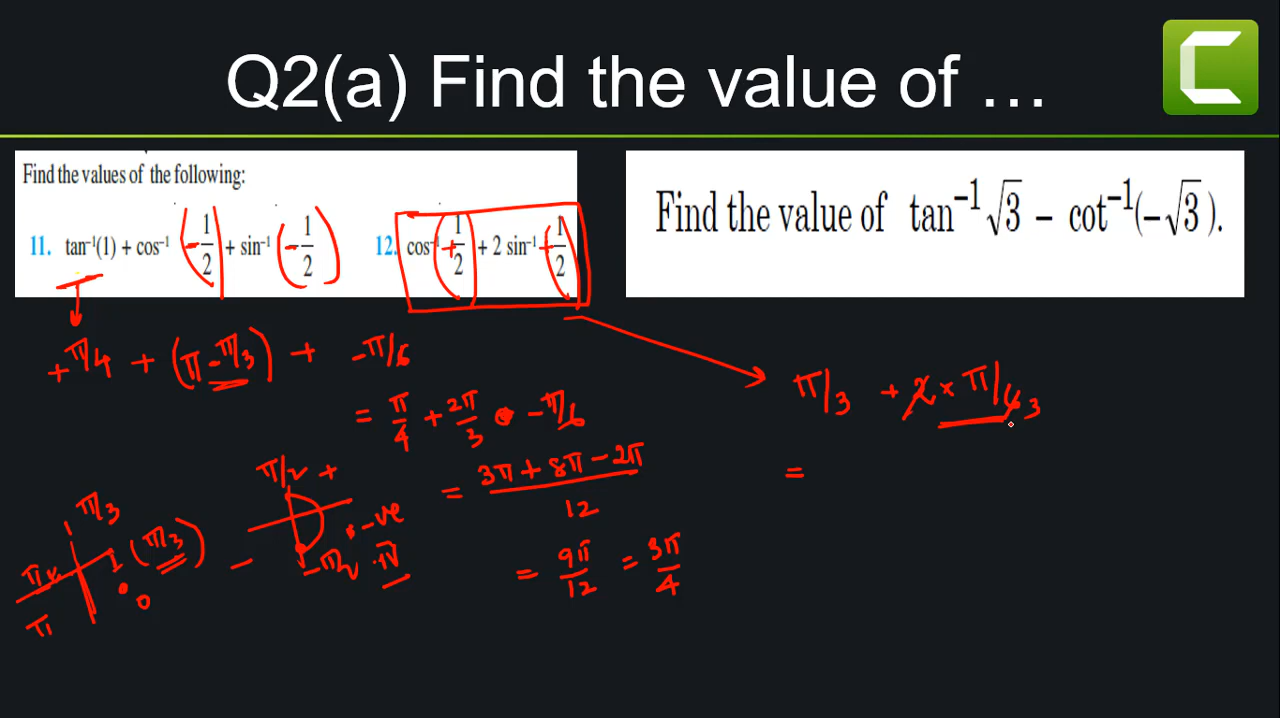 Q2(a) Find the value of …
Find the values of the following:
11. tan⁻¹(1) + cos⁻¹ (-1/2) + sin⁻¹ (-1/2)
12. cos⁻¹ (+1/2) + 2 sin⁻¹ (+1/2)
Find the value of tan⁻¹ √3 − cot⁻¹(−√3).
+π/4 + (π - π/3) + -π/6
= π/4 + 2π/3 - π/6
= (3π + 8π - 2π)/12
= 9π/12 = 3π/4
π/3 + 2 × π/6 3
=
π/2 +
-ve
-π/2 IV
π/3
(π/3)
π
0